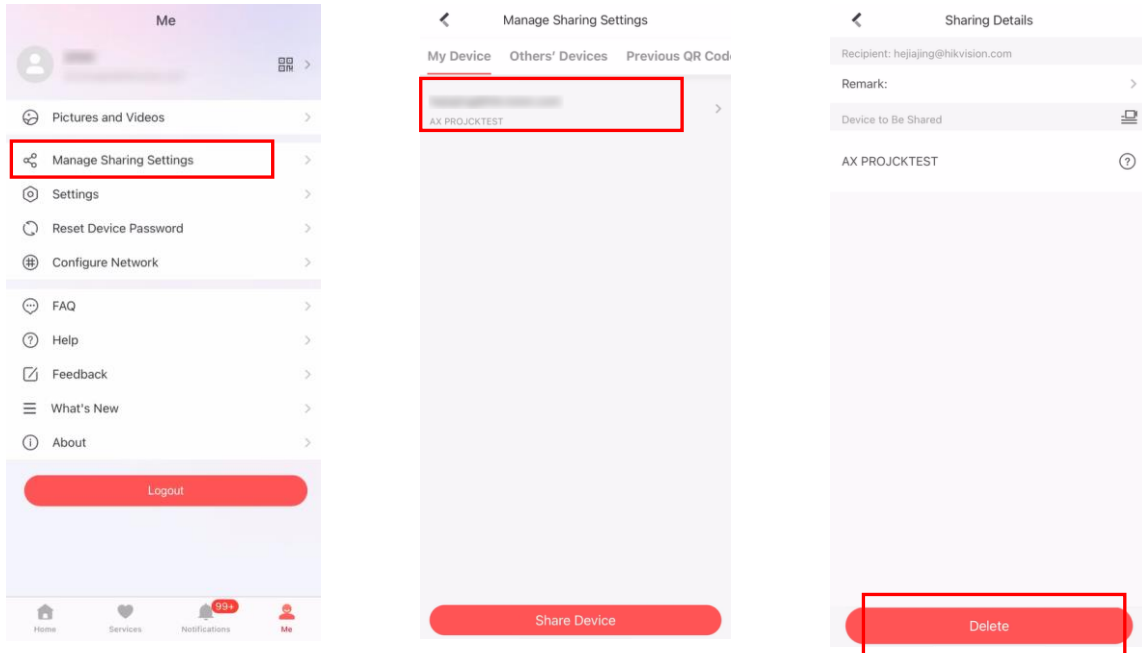 Me
Pictures and Videos
Manage Sharing Settings
Settings
Reset Device Password
Configure Network
FAQ
Help
Feedback
What's New
About
Logout
99+
Home
Services
Notifications
Me
Manage Sharing Settings
My Device Others' Devices Previous QR Cod
AX PROJCKTEST
Share Device
Sharing Details
Recipient: hejiajing@hikvision.com
Remark:
Device to Be Shared
AX PROJCKTEST
Delete